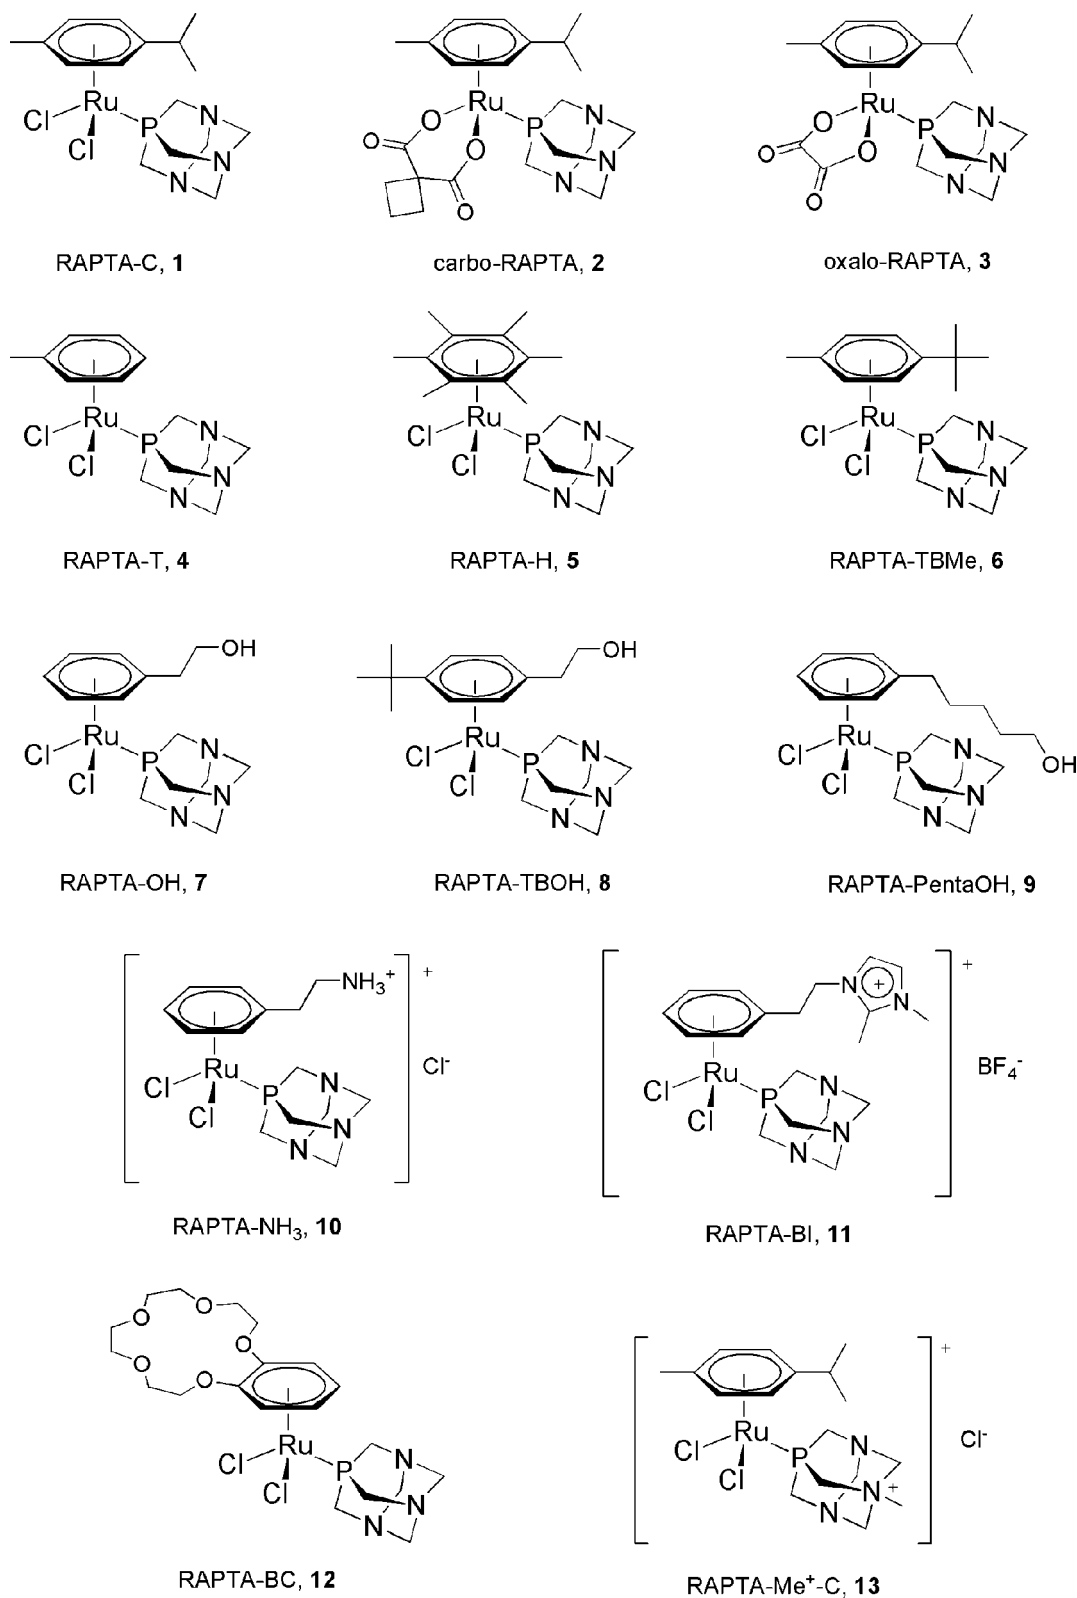 Ru Cl Cl P N N N
RAPTA-C, 1
Ru O O O O P N N N
carbo-RAPTA, 2
Ru O O O O P N N N
oxalo-RAPTA, 3
Ru Cl Cl P N N N
RAPTA-T, 4
Ru Cl Cl P N N N
RAPTA-H, 5
Ru Cl Cl P N N N
RAPTA-TBMe, 6
OH Ru Cl Cl P N N N
RAPTA-OH, 7
OH Ru Cl Cl P N N N
RAPTA-TBOH, 8
Ru Cl Cl P N N N OH
RAPTA-PentaOH, 9
NH3+ + Ru Cl Cl P N N N Cl-
RAPTA-NH3, 10
N + N + Ru Cl Cl P N N N BF4-
RAPTA-BI, 11
O O O O O Ru Cl Cl P N N N
RAPTA-BC, 12
+ Ru Cl Cl P N N+ N Cl-
RAPTA-Me+-C, 13